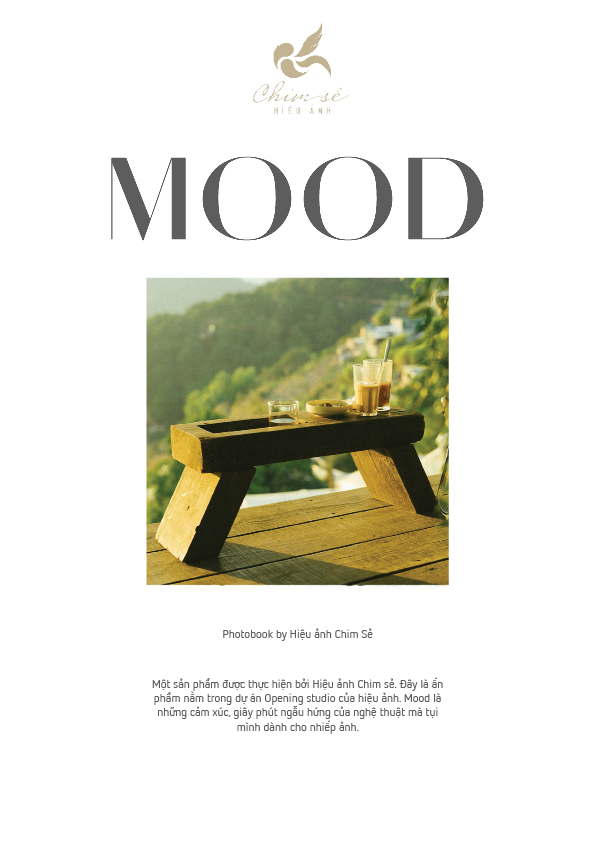 Chim sẻ
HIỆU ẢNH
MOOD
Photobook by Hiệu ảnh Chim Sẻ
Một sản phẩm được thực hiện bởi Hiệu ảnh Chim sẻ. Đây là ấn
phẩm nằm trong dự án Opening studio của hiệu ảnh. Mood là
những cảm xúc, giây phút ngẫu hứng của nghệ thuật mà tụi
mình dành cho nhiếp ảnh.